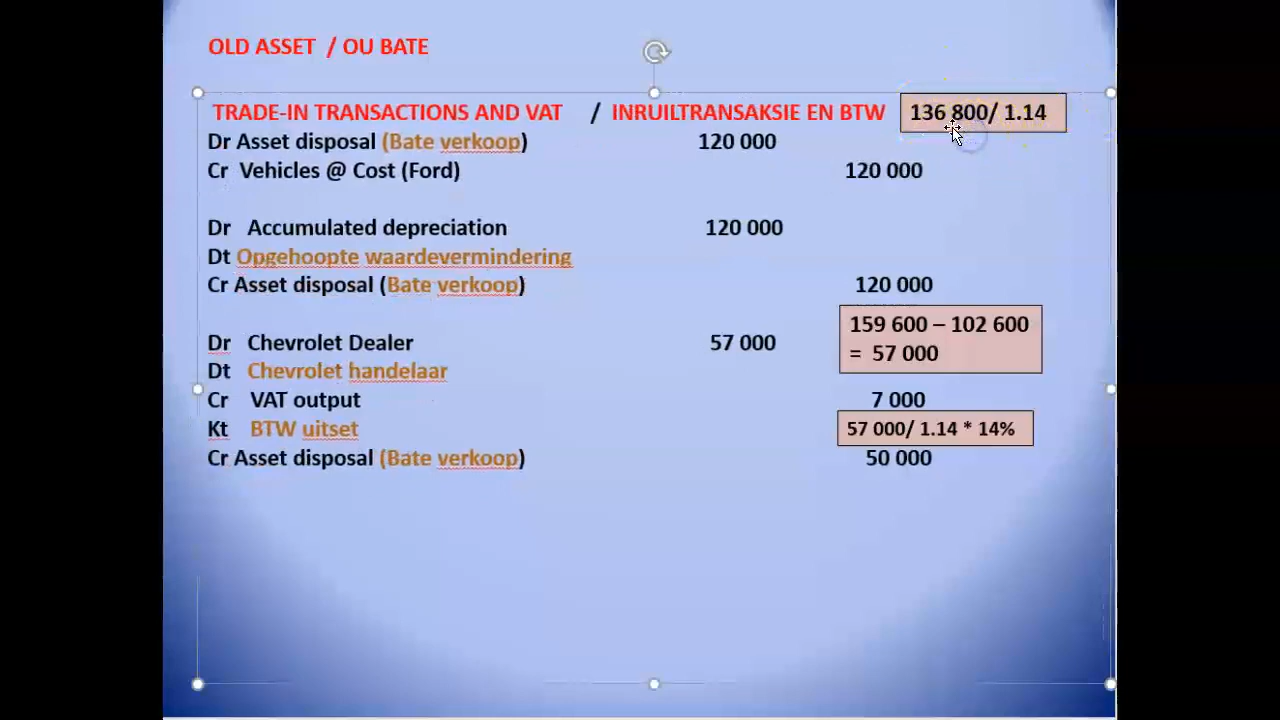 OLD ASSET / OU BATE
TRADE-IN TRANSACTIONS AND VAT / INRUILTRANSAKSIE EN BTW 136 800/ 1.14
Dr Asset disposal (Bate verkoop) 120 000
Cr Vehicles @ Cost (Ford) 120 000
Dr Accumulated depreciation 120 000
Dt Opgehoopte waardevermindering
Cr Asset disposal (Bate verkoop) 120 000
159 600 – 102 600
Dr Chevrolet Dealer 57 000 = 57 000
Dt Chevrolet handelaar
Cr VAT output 7 000
Kt BTW uitset 57 000/ 1.14 * 14%
Cr Asset disposal (Bate verkoop) 50 000